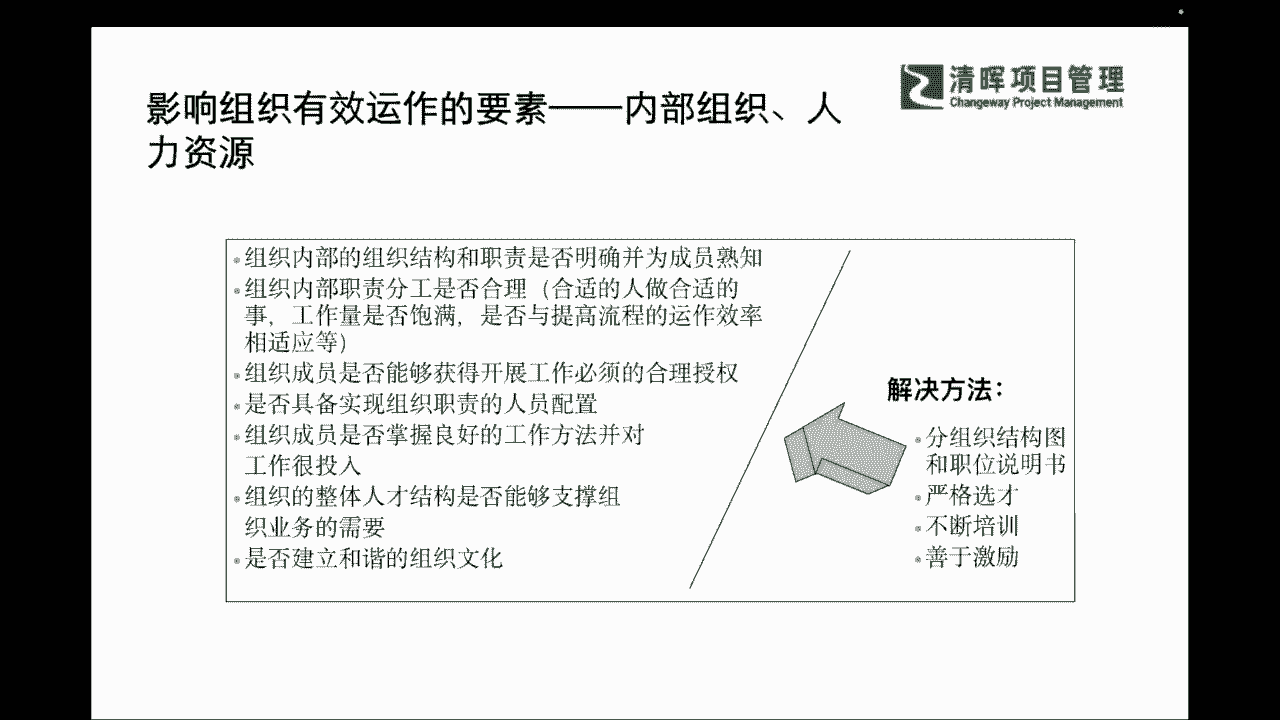 清晖项目管理
Changeway Project Management
影响组织有效运作的要素——内部组织、人
力资源
组织内部的组织结构和职责是否明确并为成员熟知
组织内部职责分工是否合理（合适的人做合适的
事，工作量是否饱满，是否与提高流程的运作效率
相适应等）
组织成员是否能够获得开展工作必须的合理授权
是否具备实现组织职责的人员配置
组织成员是否掌握良好的工作方法并对
工作很投入
组织的整体人才结构是否能够支撑组
织业务的需要
是否建立和谐的组织文化
解决方法：
分组织结构图
和职位说明书
严格选才
不断培训
善于激励